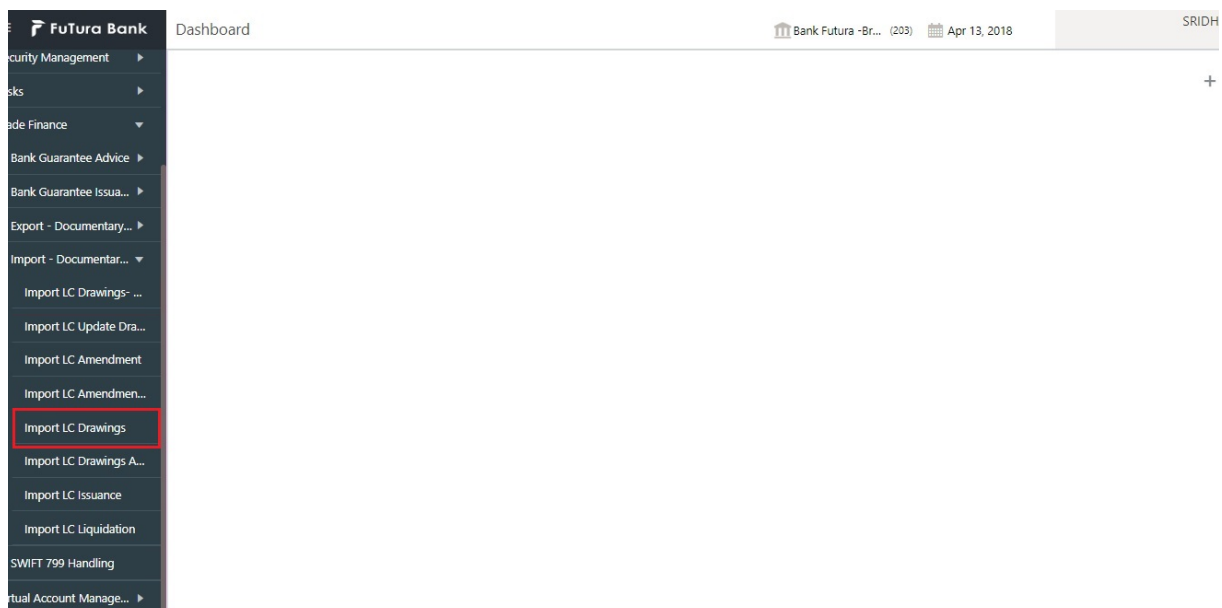 FuTura Bank
Dashboard
Bank Futura -Br... (203)
Apr 13, 2018
SRIDH
curity Management
sks
ade Finance
Bank Guarantee Advice
Bank Guarantee Issua...
Export - Documentary...
Import - Documentar...
Import LC Drawings- ...
Import LC Update Dra...
Import LC Amendment
Import LC Amendmen...
Import LC Drawings
Import LC Drawings A...
Import LC Issuance
Import LC Liquidation
SWIFT 799 Handling
rtual Account Manage...